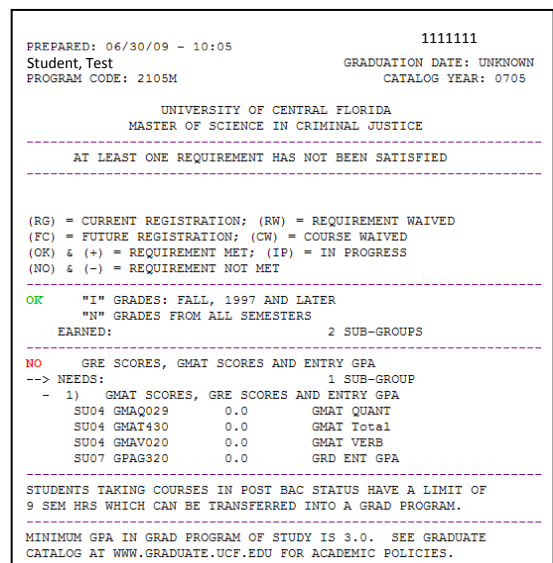 1111111
PREPARED: 06/30/09 - 10:05
Student, Test GRADUATION DATE: UNKNOWN
PROGRAM CODE: 2105M CATALOG YEAR: 0705
UNIVERSITY OF CENTRAL FLORIDA
MASTER OF SCIENCE IN CRIMINAL JUSTICE
AT LEAST ONE REQUIREMENT HAS NOT BEEN SATISFIED
(RG) = CURRENT REGISTRATION; (RW) = REQUIREMENT WAIVED
(FC) = FUTURE REGISTRATION; (CW) = COURSE WAIVED
(OK) & (+) = REQUIREMENT MET; (IP) = IN PROGRESS
(NO) & (-) = REQUIREMENT NOT MET
OK "I" GRADES: FALL, 1997 AND LATER
"N" GRADES FROM ALL SEMESTERS
EARNED: 2 SUB-GROUPS
NO GRE SCORES, GMAT SCORES AND ENTRY GPA
--> NEEDS: 1 SUB-GROUP
- 1) GMAT SCORES, GRE SCORES AND ENTRY GPA
SU04 GMAQ029 0.0 GMAT QUANT
SU04 GMAT430 0.0 GMAT Total
SU04 GMAV020 0.0 GMAT VERB
SU07 GPAG320 0.0 GRD ENT GPA
STUDENTS TAKING COURSES IN POST BAC STATUS HAVE A LIMIT OF
9 SEM HRS WHICH CAN BE TRANSFERRED INTO A GRAD PROGRAM.
MINIMUM GPA IN GRAD PROGRAM OF STUDY IS 3.0. SEE GRADUATE
CATALOG AT WWW.GRADUATE.UCF.EDU FOR ACADEMIC POLICIES.